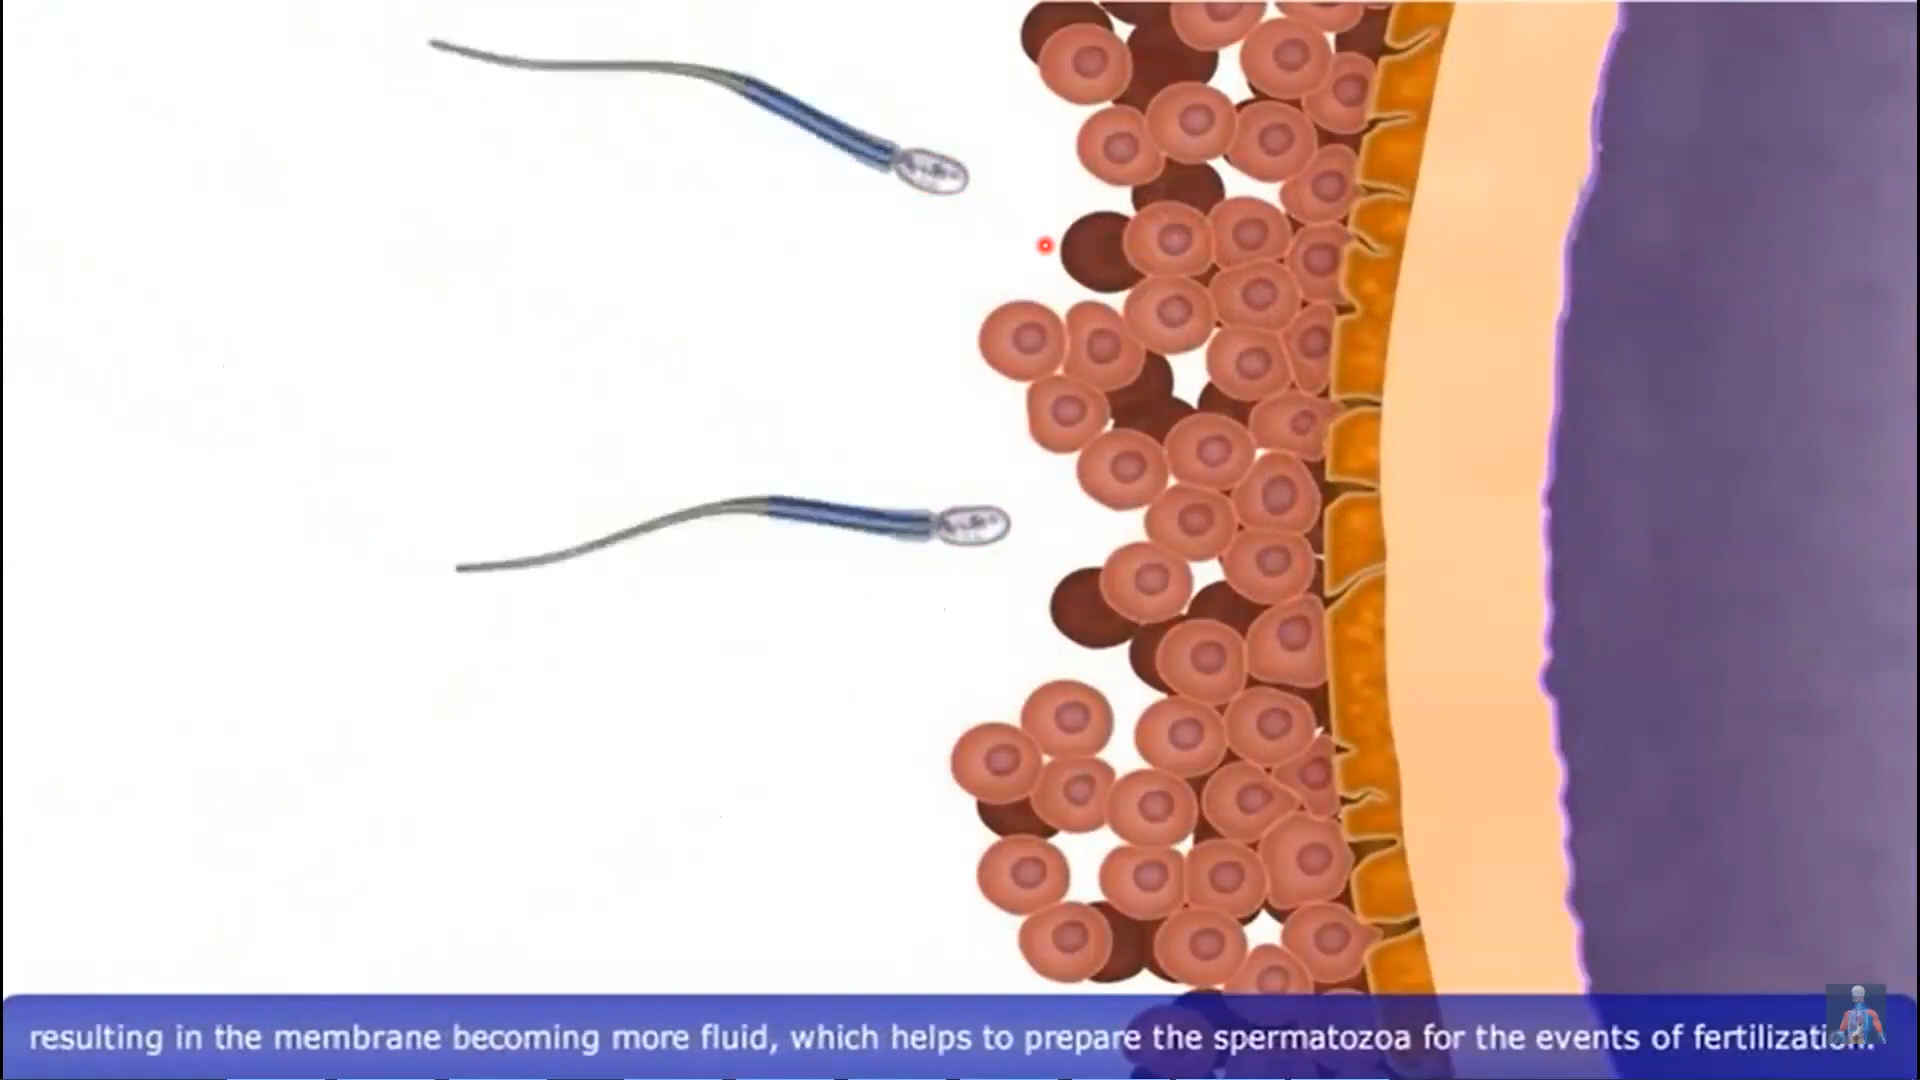 resulting in the membrane becoming more fluid, which helps to prepare the spermatozoa for the events of fertilization.